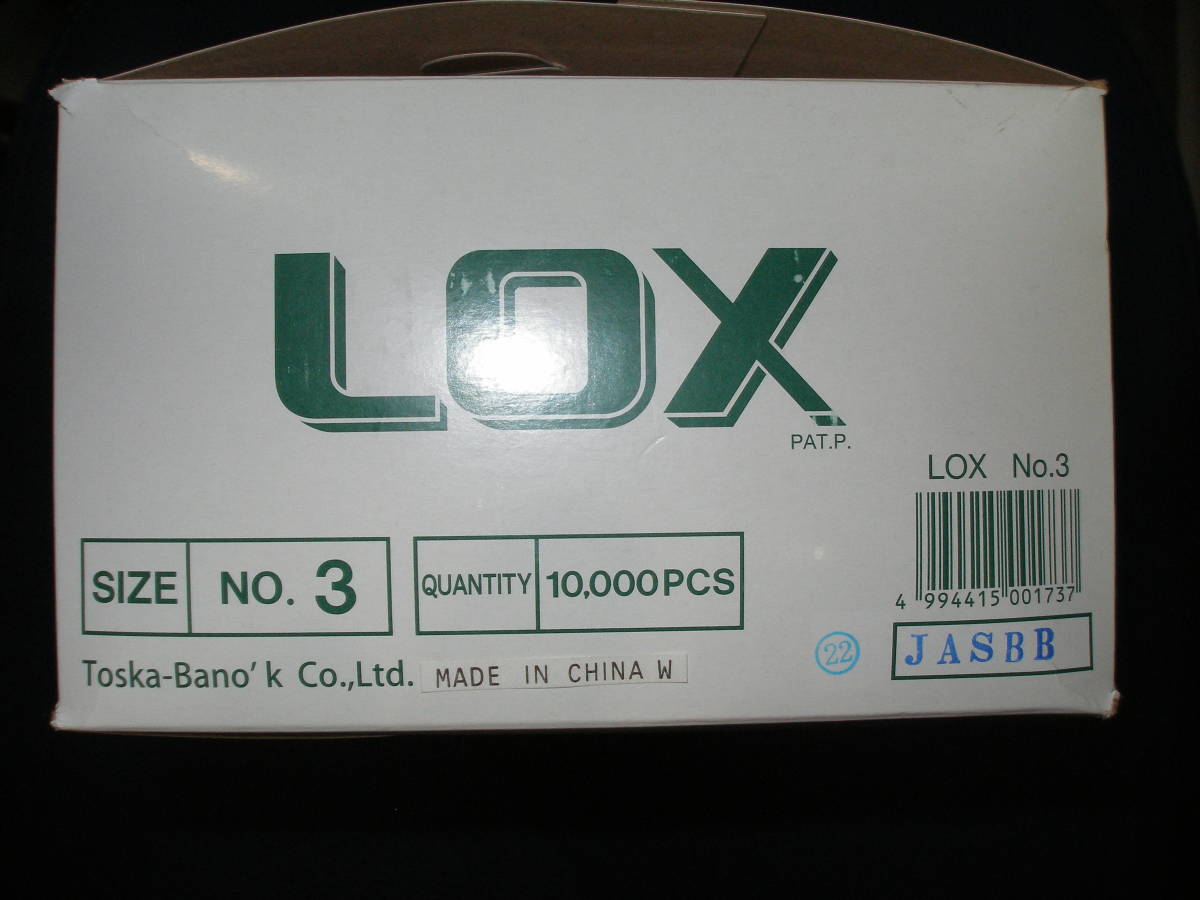 LOX
PAT.P.
LOX No.3
4 994415 001737
SIZE NO. 3
QUANTITY 10,000PCS
Toska-Bano'k Co.,Ltd.
MADE IN CHINA W
22
JASBB